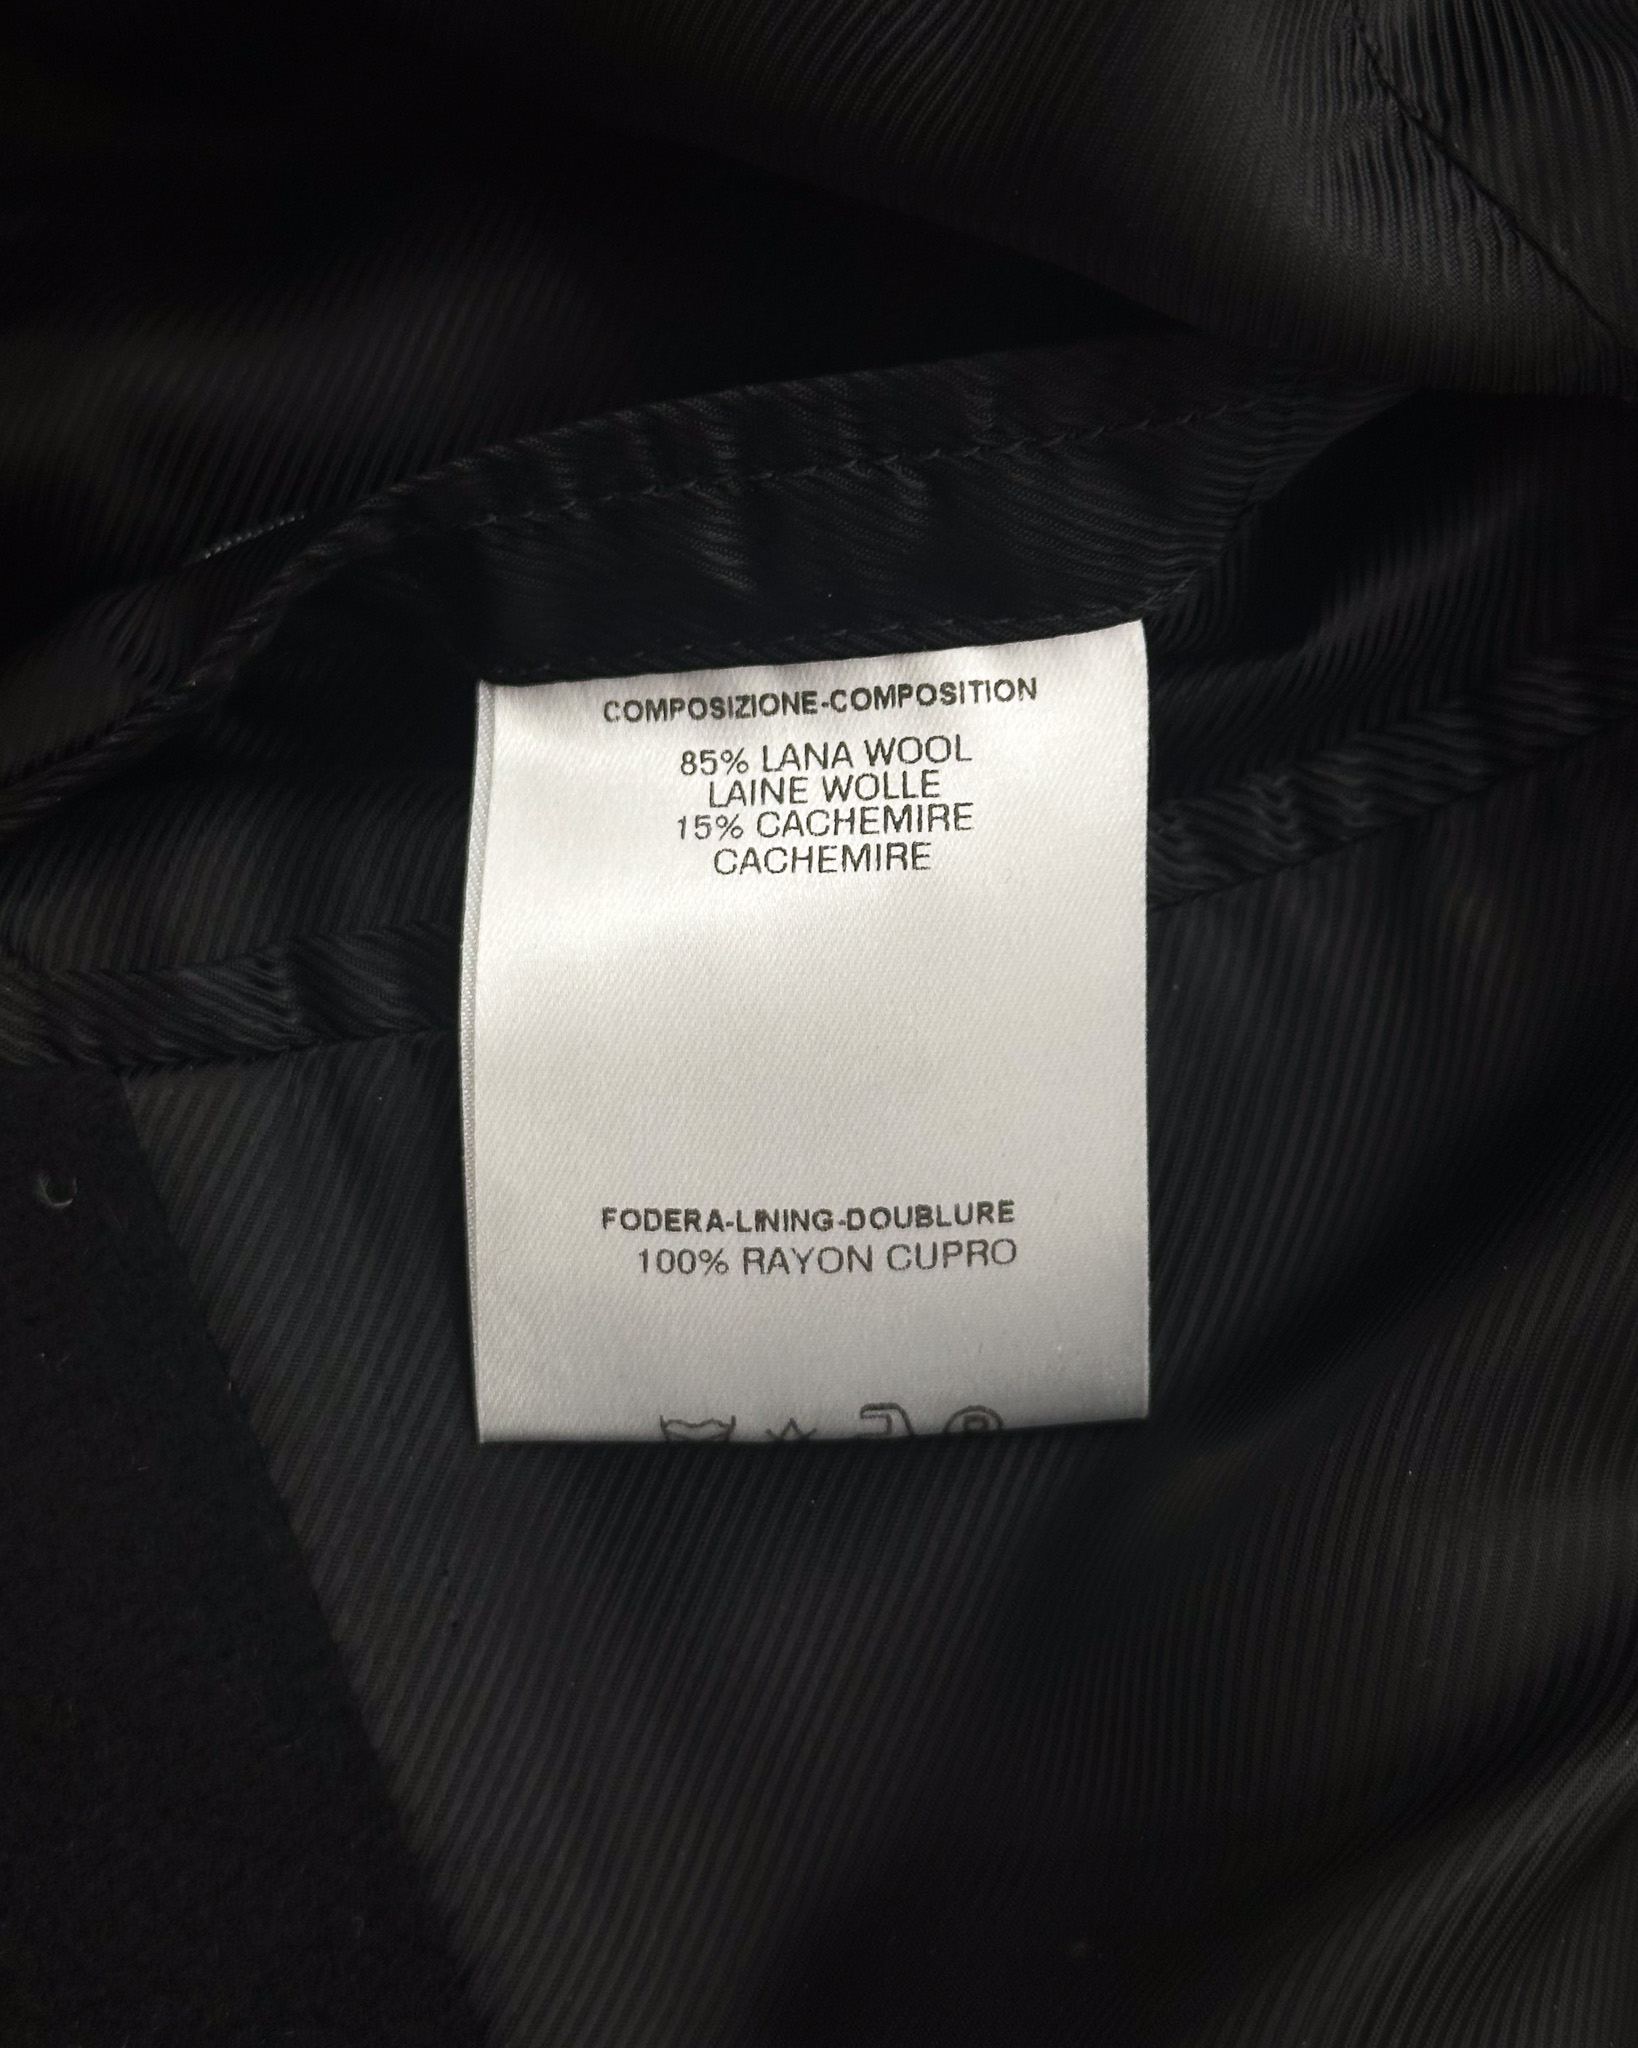 COMPOSIZIONE-COMPOSITION
85% LANA WOOL
LAINE WOLLE
15% CACHEMIRE
CACHEMIRE
FODERA-LINING-DOUBLURE
100% RAYON CUPRO